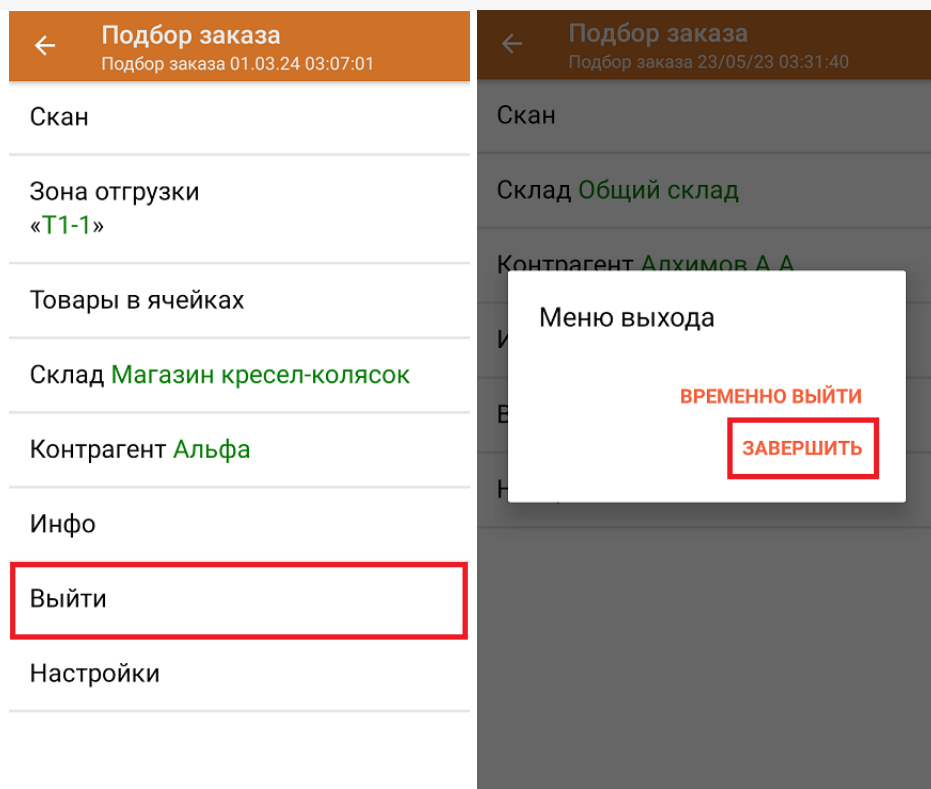 Подбор заказа
Подбор заказа 01.03.24 03:07:01
Скан
Зона отгрузки
«Т1-1»
Товары в ячейках
Склад Магазин кресел-колясок
Контрагент Альфа
Инфо
Выйти
Настройки
Подбор заказа
Подбор заказа 23/05/23 03:31:40
Скан
Склад Общий склад
Контрагент Алхимов А.А.
Меню выхода
ВРЕМЕННО ВЫЙТИ
ЗАВЕРШИТЬ